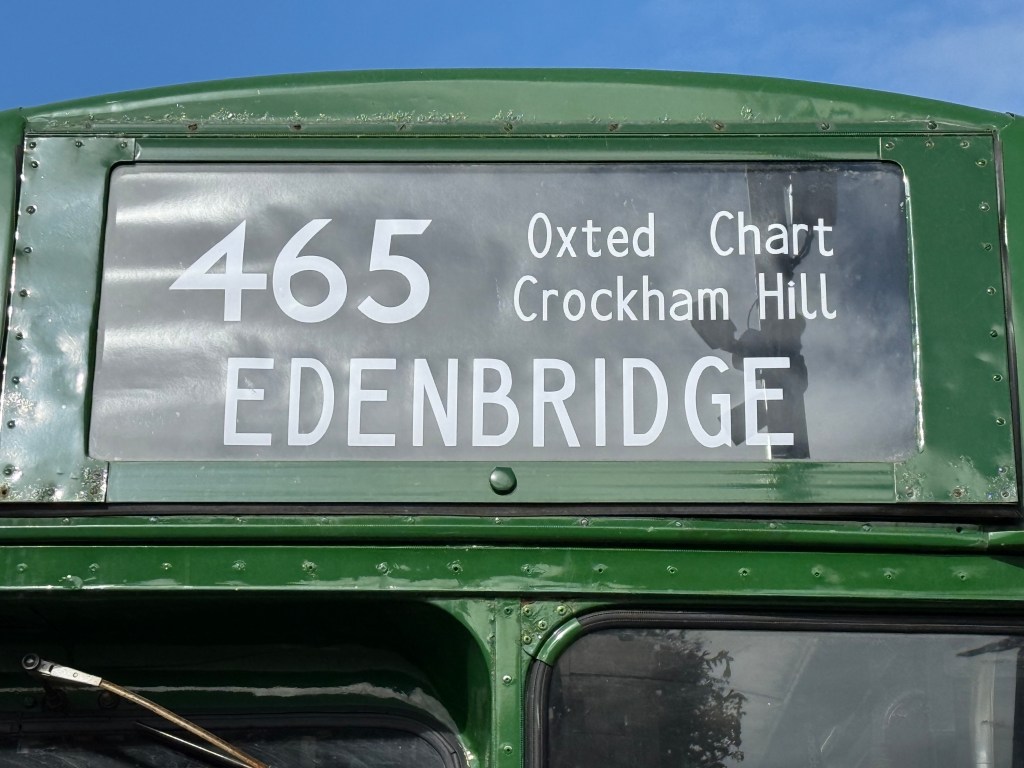 465 Oxted Chart
Crockham Hill
EDENBRIDGE